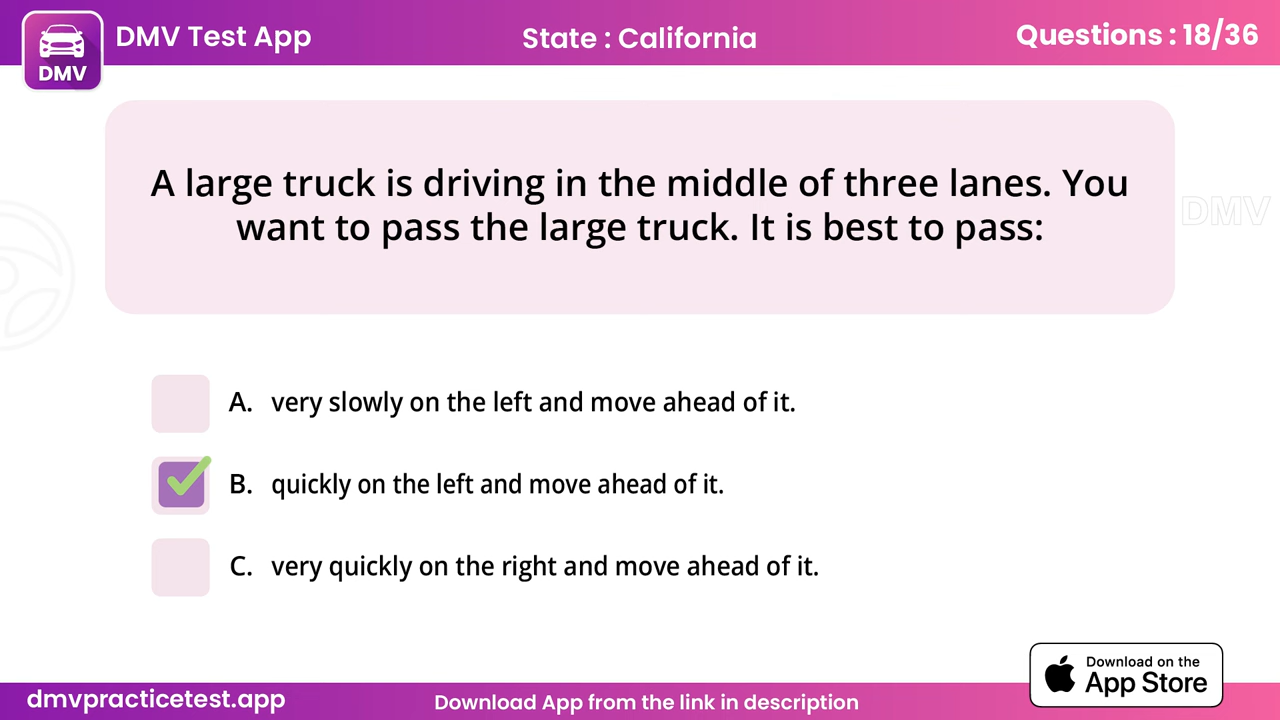 DMV Test App
State : California
Questions : 18/36
DMV
A large truck is driving in the middle of three lanes. You
want to pass the large truck. It is best to pass:
DMV
A. very slowly on the left and move ahead of it.
B. quickly on the left and move ahead of it.
C. very quickly on the right and move ahead of it.
Download on the
App Store
dmvpracticetest.app
Download App from the link in description